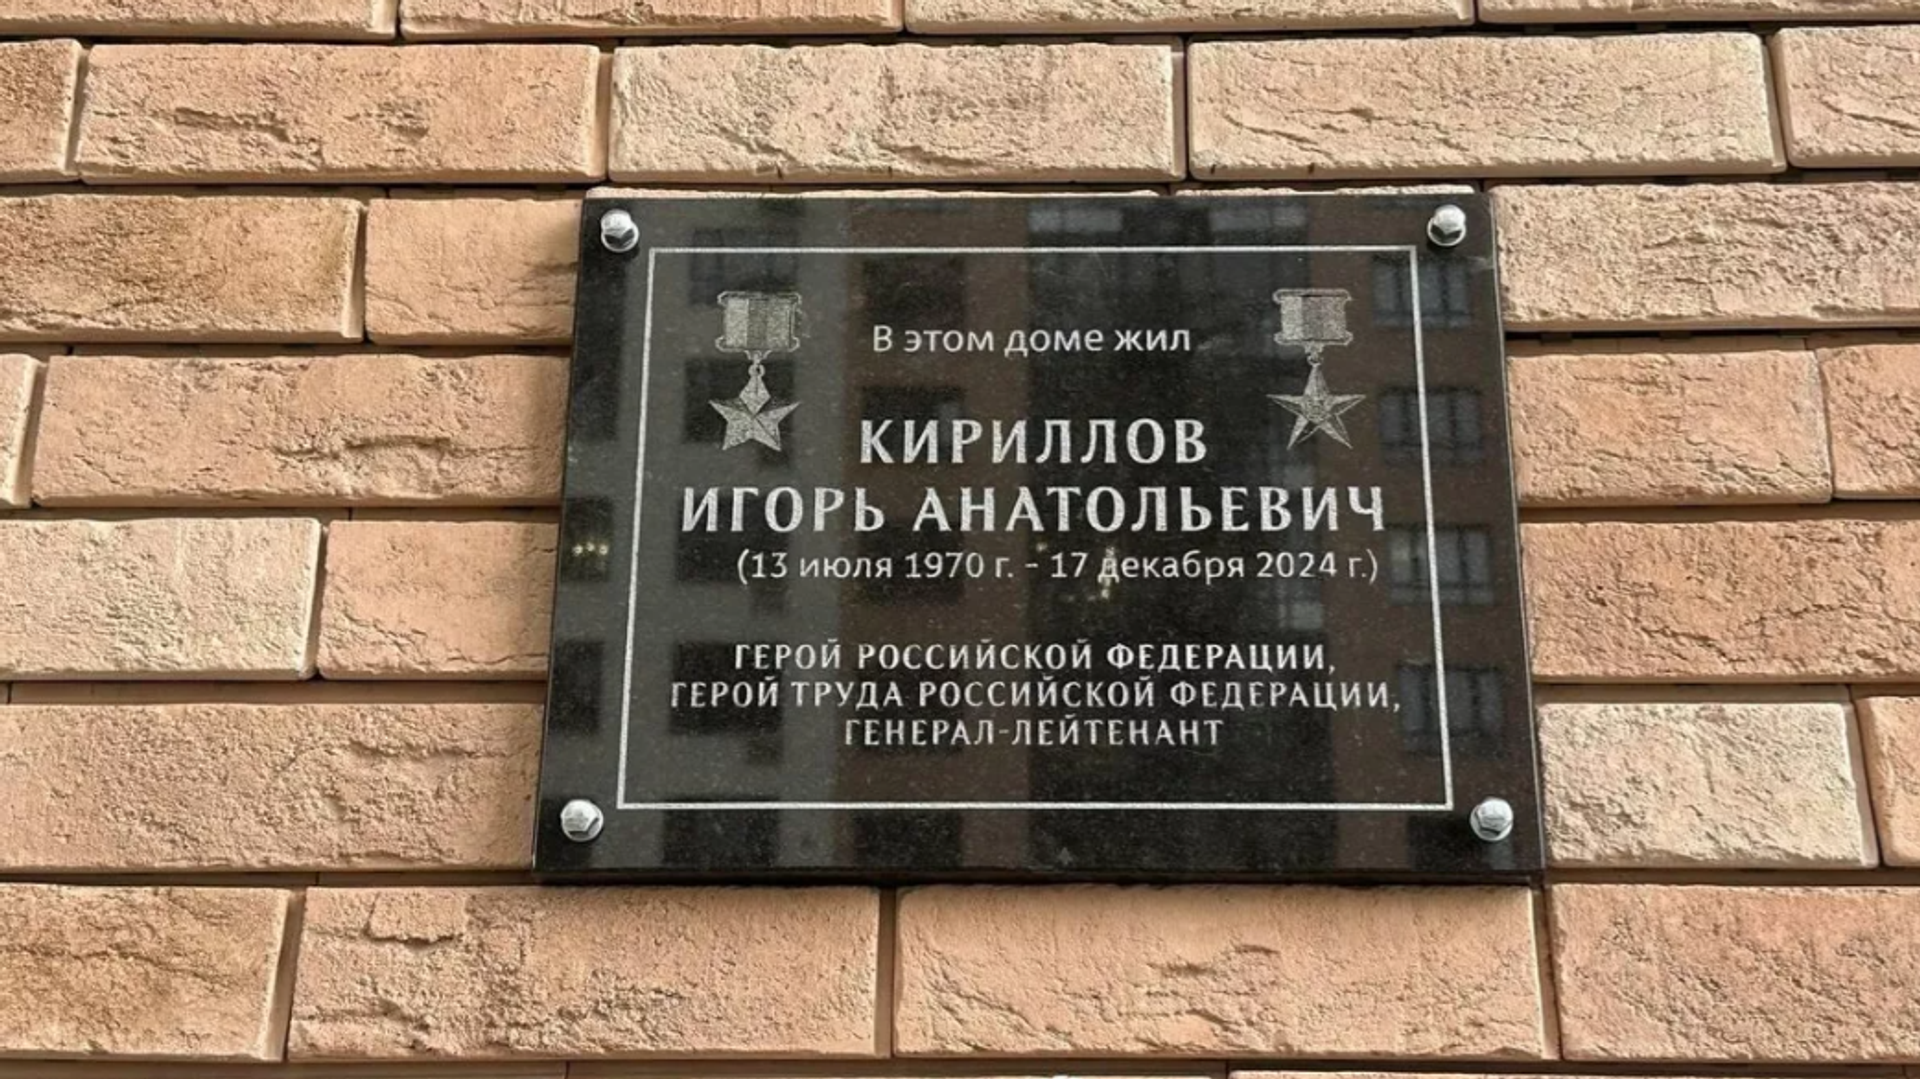 В этом доме жил
КИРИЛЛОВ
ИГОРЬ АНАТОЛЬЕВИЧ
(13 июля 1970 г. - 17 декабря 2024 г.)
ГЕРОЙ РОССИЙСКОЙ ФЕДЕРАЦИИ,
ГЕРОЙ ТРУДА РОССИЙСКОЙ ФЕДЕРАЦИИ,
ГЕНЕРАЛ-ЛЕЙТЕНАНТ